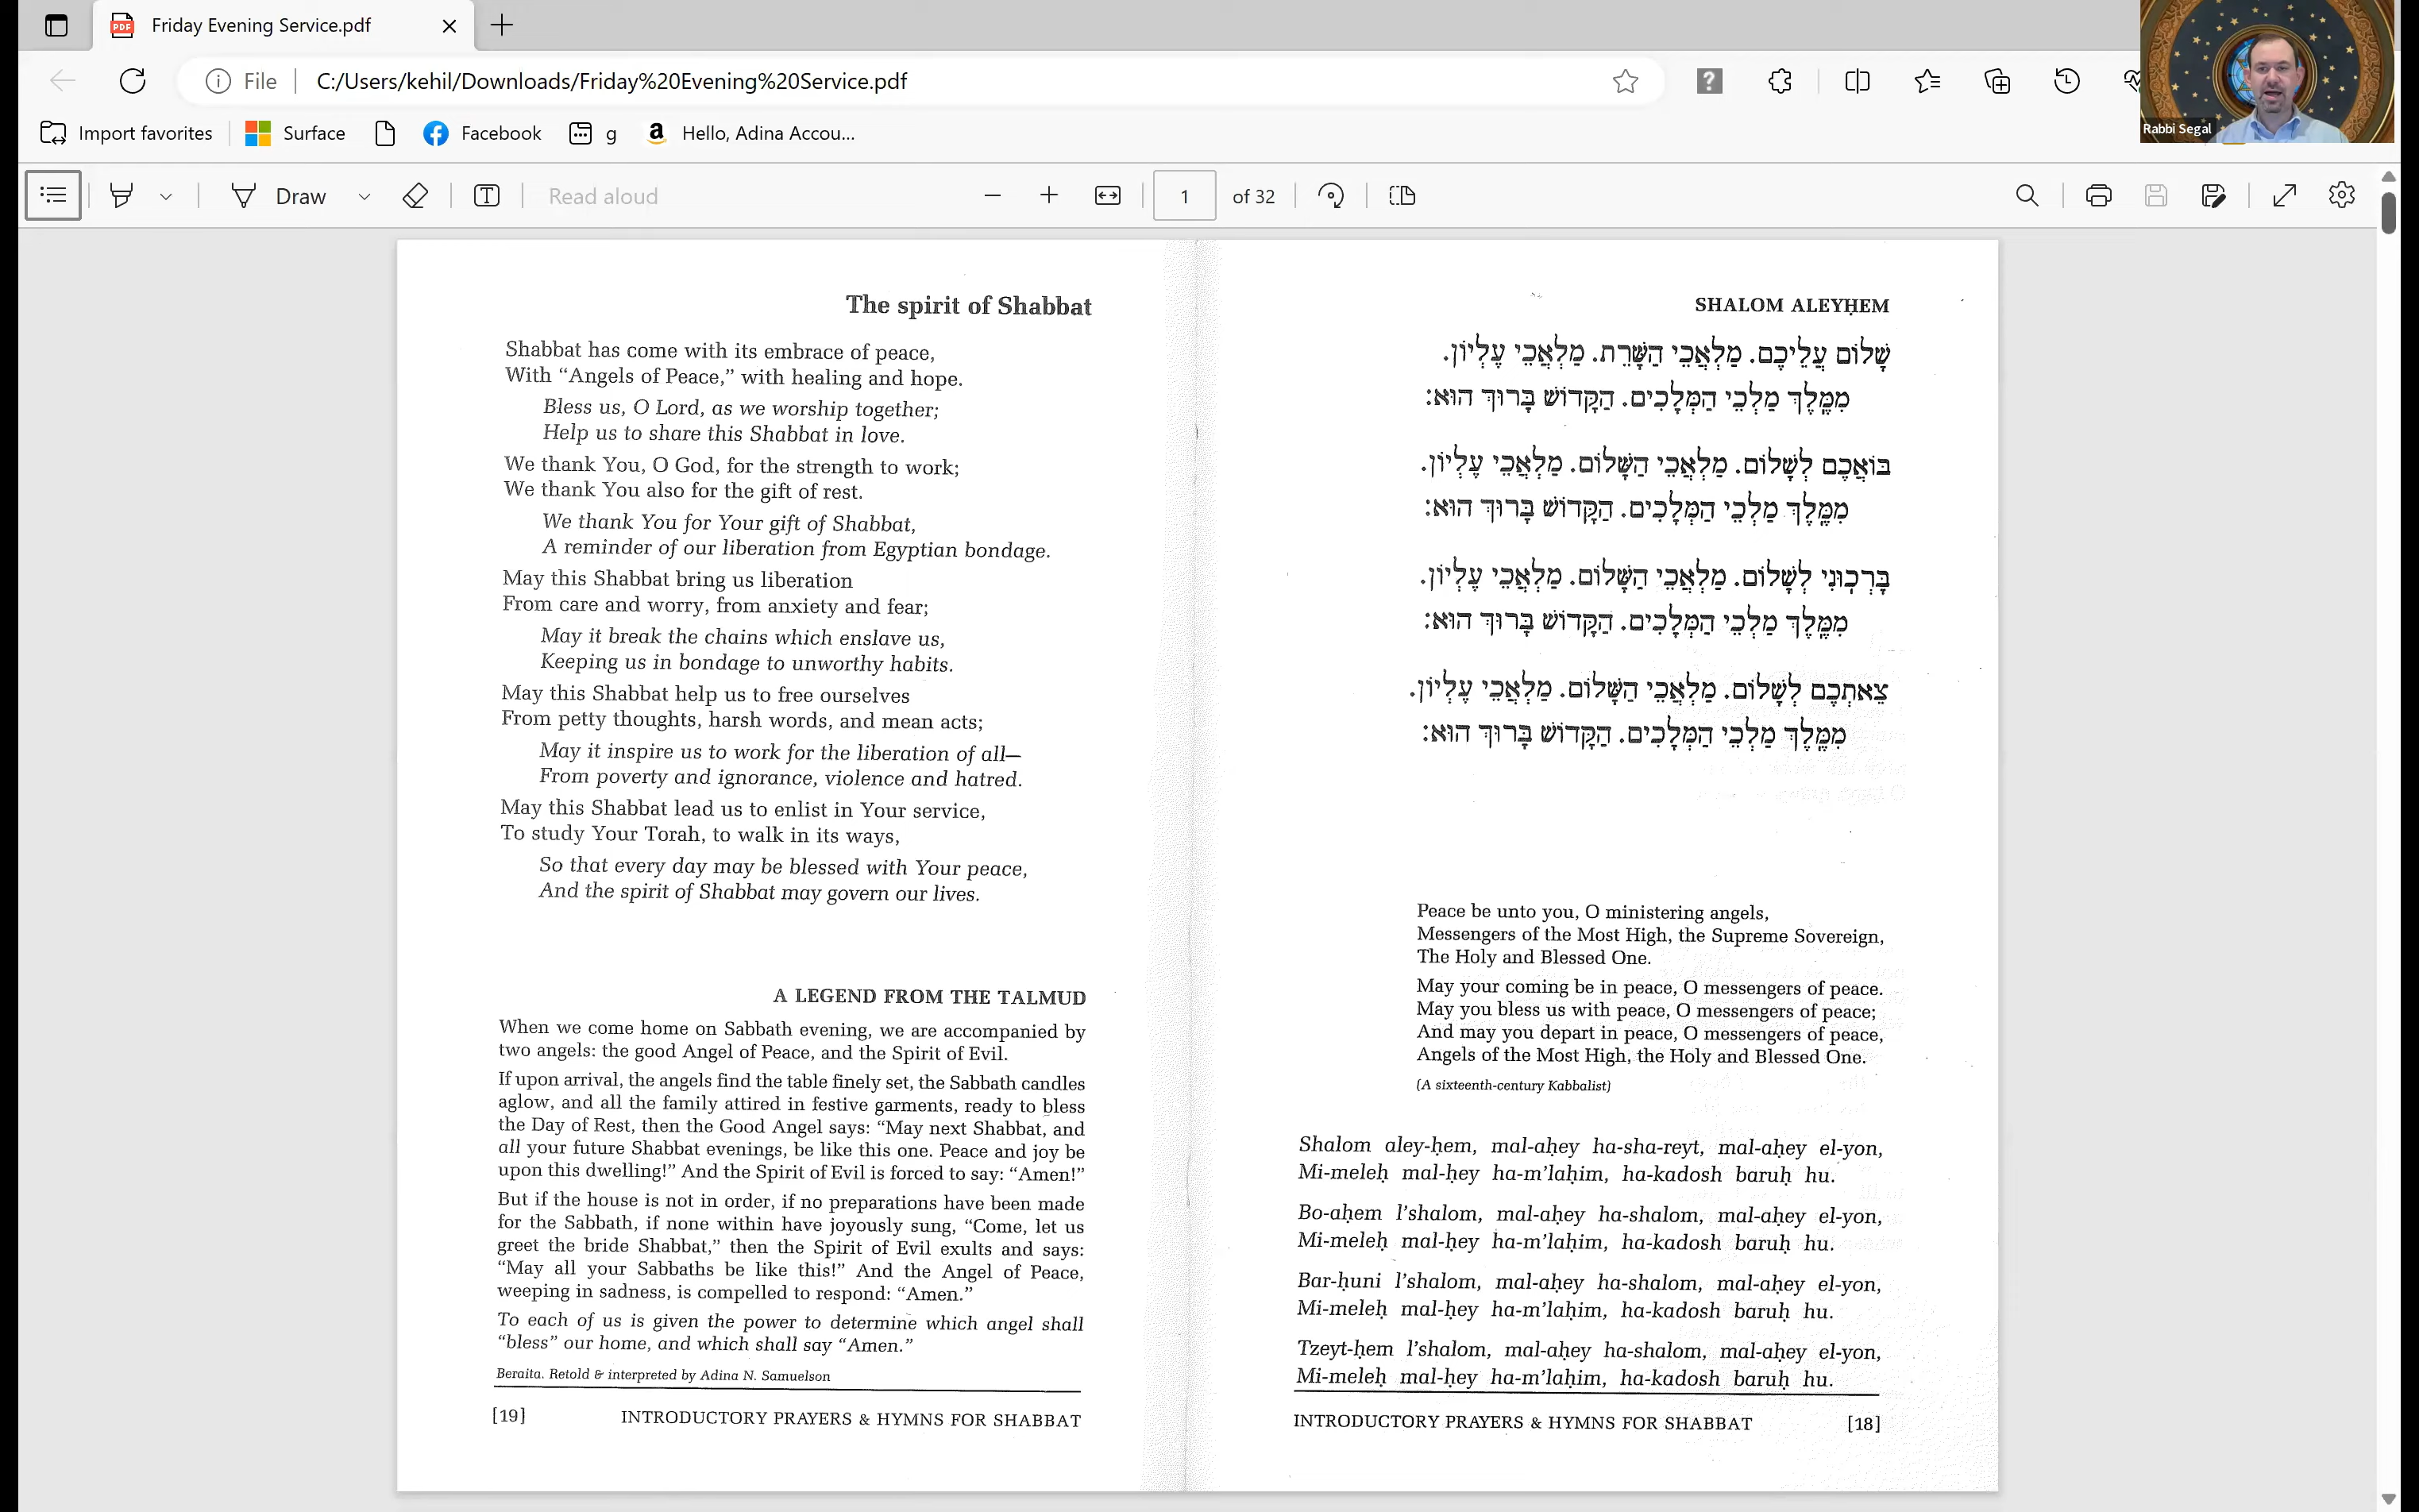 Friday Evening Service.pdf
File
C:/Users/kehil/Downloads/Friday%20Evening%20Service.pdf
Import favorites
Surface
Facebook
g
Hello, Adina Accou...
Rabbi Segal
Draw
Read aloud
1
of 32
The spirit of Shabbat
Shabbat has come with its embrace of peace,
With “Angels of Peace,” with healing and hope.
Bless us, O Lord, as we worship together;
Help us to share this Shabbat in love.
We thank You, O God, for the strength to work;
We thank You also for the gift of rest.
We thank You for Your gift of Shabbat,
A reminder of our liberation from Egyptian bondage.
May this Shabbat bring us liberation
From care and worry, from anxiety and fear;
May it break the chains which enslave us,
Keeping us in bondage to unworthy habits.
May this Shabbat help us to free ourselves
From petty thoughts, harsh words, and mean acts;
May it inspire us to work for the liberation of all—
From poverty and ignorance, violence and hatred.
May this Shabbat lead us to enlist in Your service,
To study Your Torah, to walk in its ways,
So that every day may be blessed with Your peace,
And the spirit of Shabbat may govern our lives.
A LEGEND FROM THE TALMUD
When we come home on Sabbath evening, we are accompanied by
two angels: the good Angel of Peace, and the Spirit of Evil.
If upon arrival, the angels find the table finely set, the Sabbath candles
aglow, and all the family attired in festive garments, ready to bless
the Day of Rest, then the Good Angel says: “May next Shabbat, and
all your future Shabbat evenings, be like this one. Peace and joy be
upon this dwelling!” And the Spirit of Evil is forced to say: “Amen!”
But if the house is not in order, if no preparations have been made
for the Sabbath, if none within have joyously sung, “Come, let us
greet the bride Shabbat,” then the Spirit of Evil exults and says:
“May all your Sabbaths be like this!” And the Angel of Peace,
weeping in sadness, is compelled to respond: “Amen.”
To each of us is given the power to determine which angel shall
“bless” our home, and which shall say “Amen.”
Beraita. Retold & interpreted by Adina N. Samuelson
[19] INTRODUCTORY PRAYERS & HYMNS FOR SHABBAT
SHALOM ALEYḤEM
שָׁלוֹם עֲלֵיכֶם. מַלְאֲכֵי הַשָּׁרֵת. מַלְאֲכֵי עֶלְיוֹן.
מִמֶּלֶךְ מַלְכֵי הַמְּלָכִים. הַקָּדוֹשׁ בָּרוּךְ הוּא:
בּוֹאֲכֶם לְשָׁלוֹם. מַלְאֲכֵי הַשָּׁלוֹם. מַלְאֲכֵי עֶלְיוֹן.
מִמֶּלֶךְ מַלְכֵי הַמְּלָכִים. הַקָּדוֹשׁ בָּרוּךְ הוּא:
בָּרְכוּנִי לְשָׁלוֹם. מַלְאֲכֵי הַשָּׁלוֹם. מַלְאֲכֵי עֶלְיוֹן.
מִמֶּלֶךְ מַלְכֵי הַמְּלָכִים. הַקָּדוֹשׁ בָּרוּךְ הוּא:
צֵאתְכֶם לְשָׁלוֹם. מַלְאֲכֵי הַשָּׁלוֹם. מַלְאֲכֵי עֶלְיוֹן.
מִמֶּלֶךְ מַלְכֵי הַמְּלָכִים. הַקָּדוֹשׁ בָּרוּךְ הוּא:
Peace be unto you, O ministering angels,
Messengers of the Most High, the Supreme Sovereign,
The Holy and Blessed One.
May your coming be in peace, O messengers of peace.
May you bless us with peace, O messengers of peace;
And may you depart in peace, O messengers of peace,
Angels of the Most High, the Holy and Blessed One.
(A sixteenth-century Kabbalist)
Shalom aley-ḥem, mal-aḥey ha-sha-reyt, mal-aḥey el-yon,
Mi-meleḥ mal-ḥey ha-m’laḥim, ha-kadosh baruḥ hu.
Bo-aḥem l’shalom, mal-aḥey ha-shalom, mal-aḥey el-yon,
Mi-meleḥ mal-ḥey ha-m’laḥim, ha-kadosh baruḥ hu.
Bar-ḥuni l’shalom, mal-aḥey ha-shalom, mal-aḥey el-yon,
Mi-meleḥ mal-ḥey ha-m’laḥim, ha-kadosh baruḥ hu.
Tzeyt-ḥem l’shalom, mal-aḥey ha-shalom, mal-aḥey el-yon,
Mi-meleḥ mal-ḥey ha-m’laḥim, ha-kadosh baruḥ hu.
INTRODUCTORY PRAYERS & HYMNS FOR SHABBAT [18]